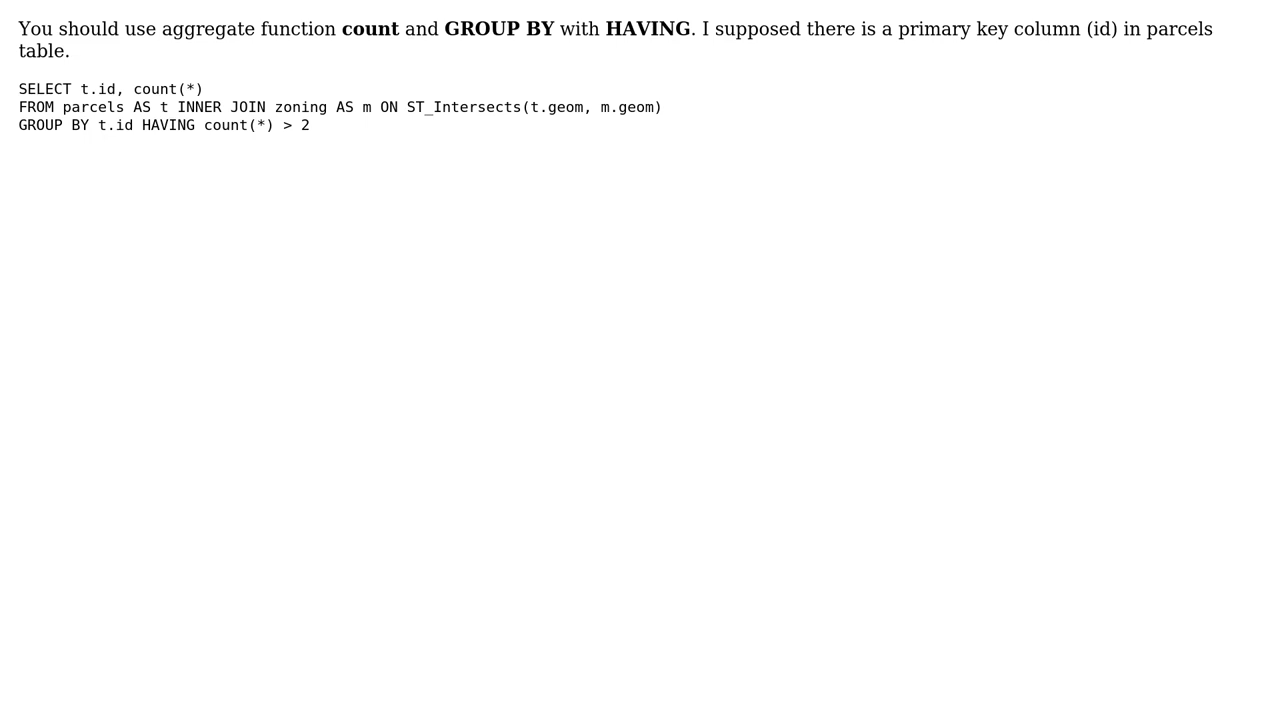 You should use aggregate function count and GROUP BY with HAVING. I supposed there is a primary key column (id) in parcels
table.
SELECT t.id, count(*)
FROM parcels AS t INNER JOIN zoning AS m ON ST_Intersects(t.geom, m.geom)
GROUP BY t.id HAVING count(*) > 2